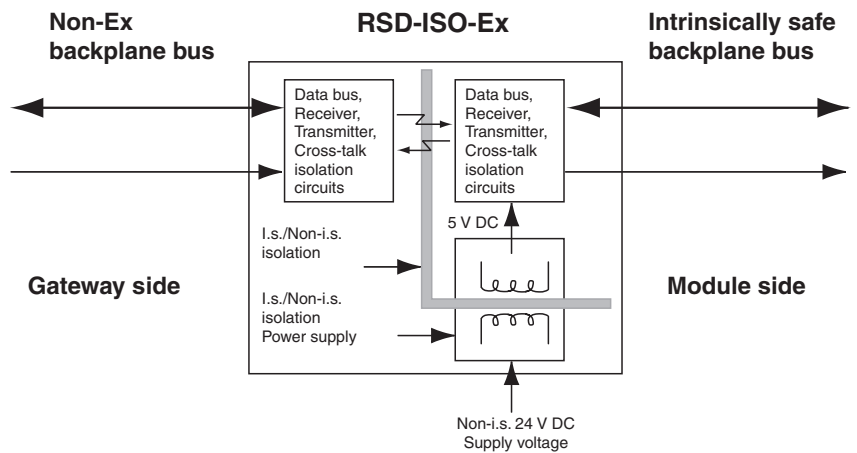 Non-Ex
backplane bus
RSD-ISO-Ex
Intrinsically safe
backplane bus
Data bus,
Receiver,
Transmitter,
Cross-talk
isolation
circuits
Data bus,
Receiver,
Transmitter,
Cross-talk
isolation
circuits
5 V DC
I.s./Non-i.s.
isolation
Gateway side
Module side
I.s./Non-i.s.
isolation
Power supply
Non-i.s. 24 V DC
Supply voltage